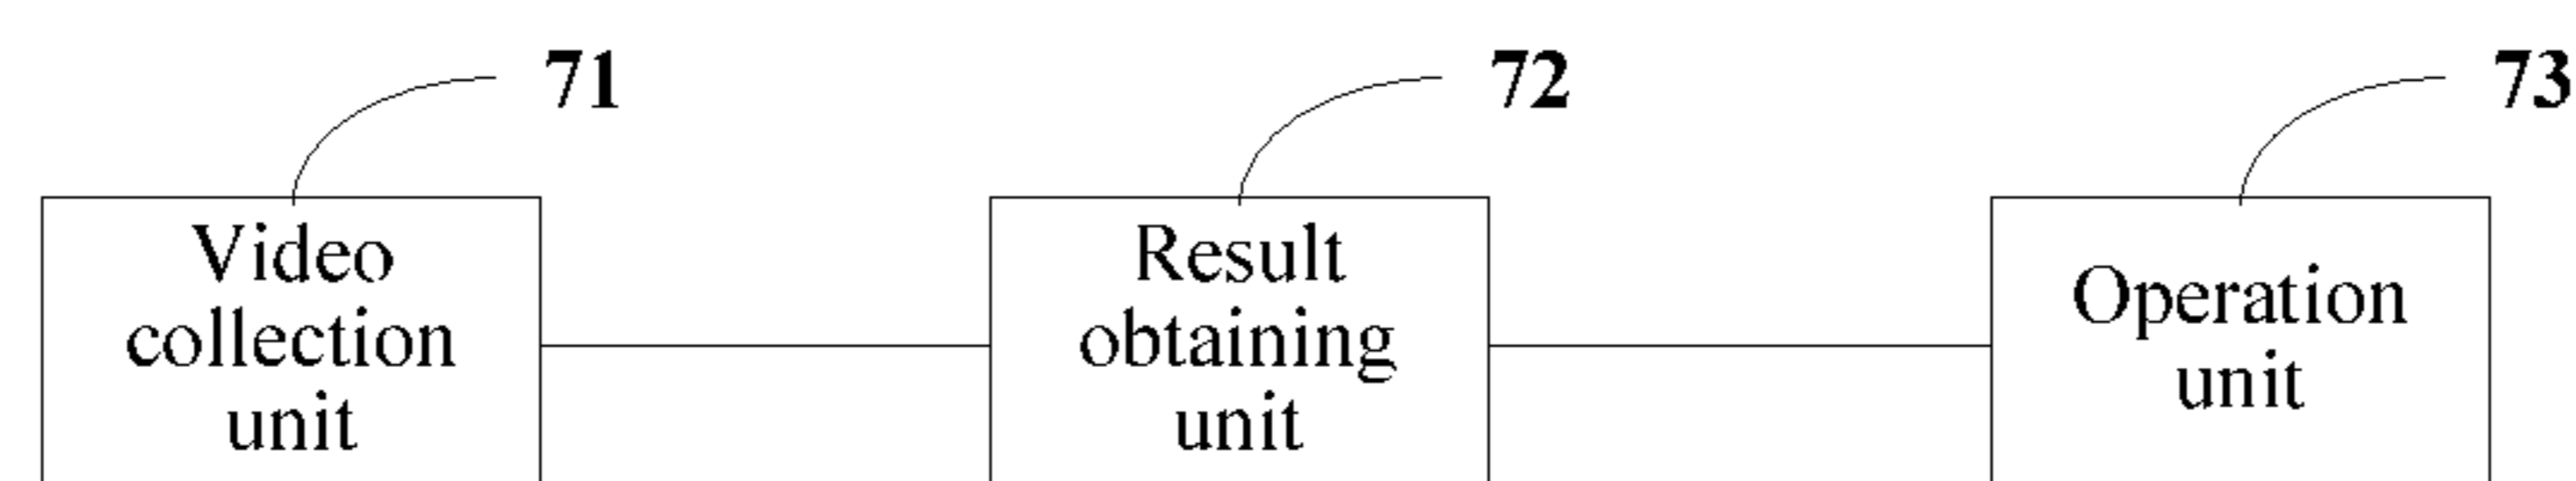 71
72
73
Video
collection
unit
Result
obtaining
unit
Operation
unit